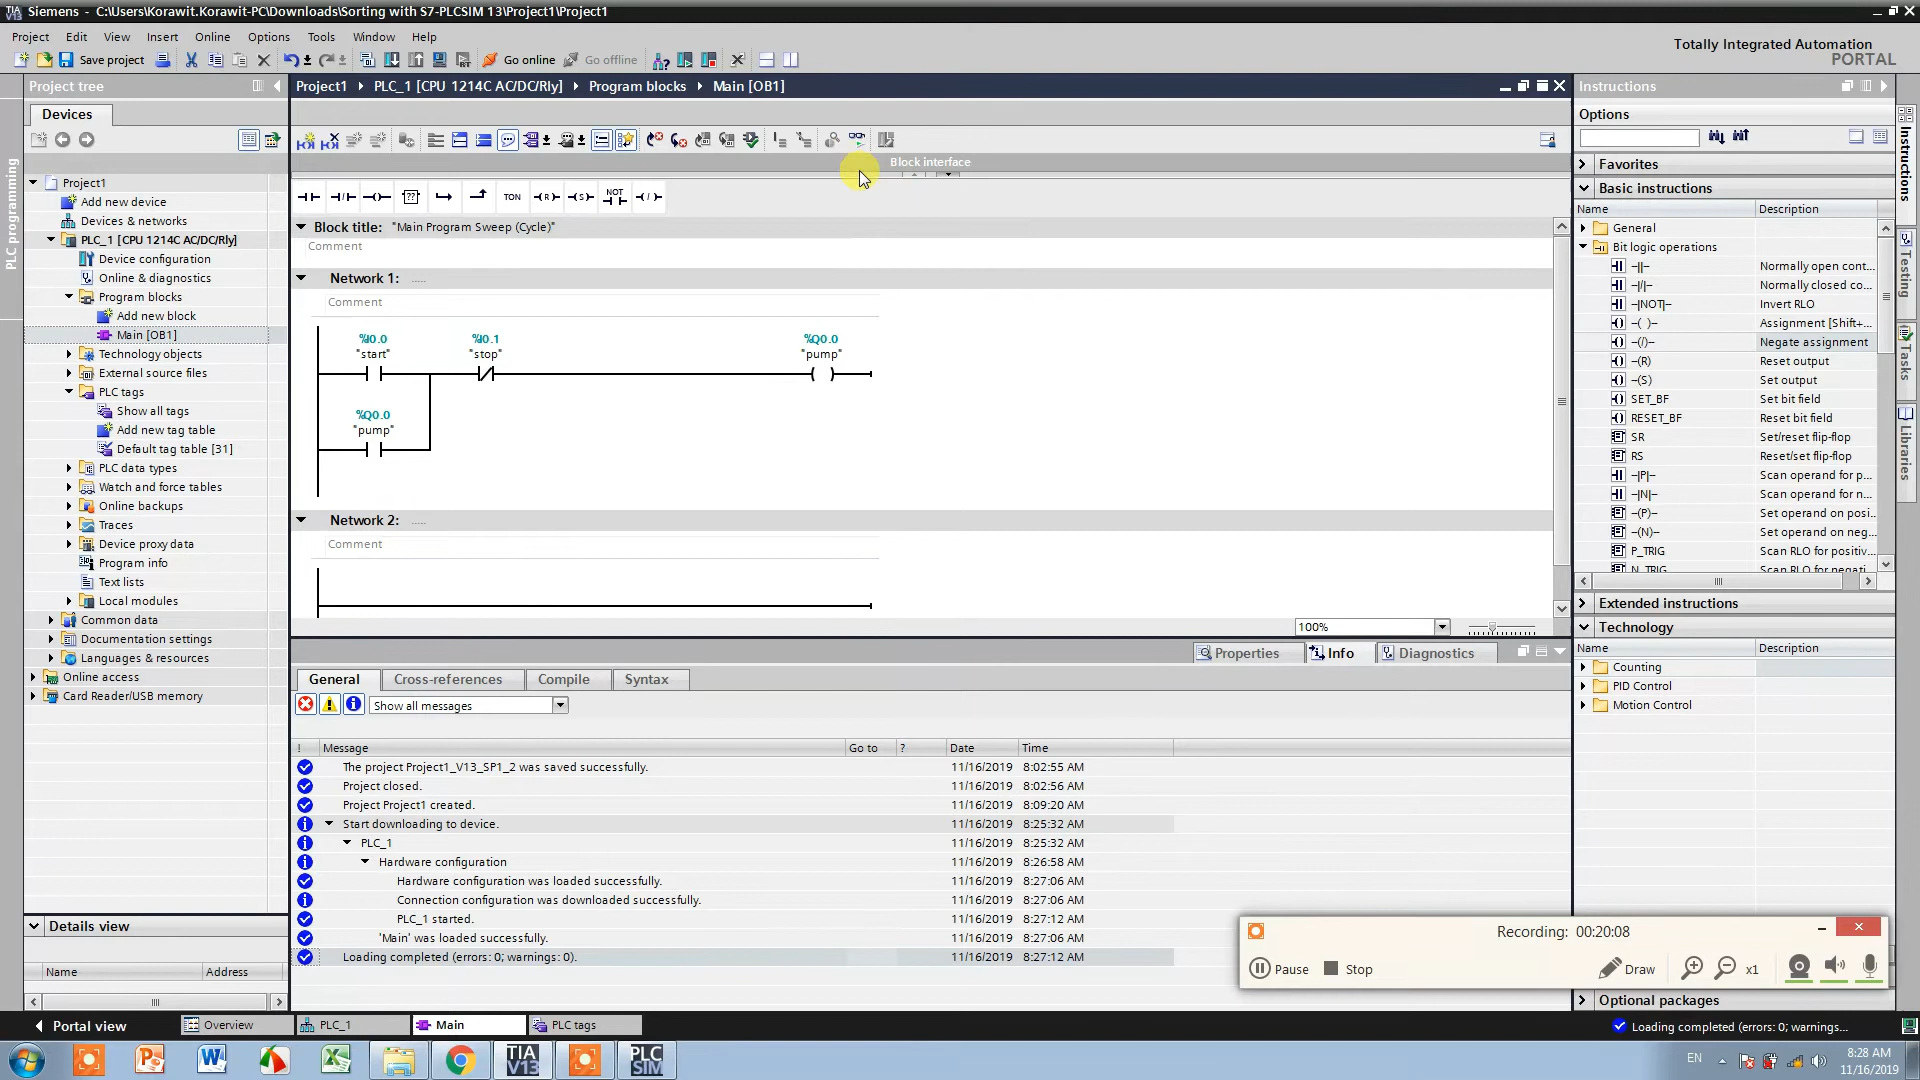 Siemens - C:\Users\Korawit.Korawit-PC\Downloads\Sorting with S7-PLCSIM 13\Project1\Project1
Project Edit View Insert Online Options Tools Window Help
Totally Integrated Automation
PORTAL
Save project
Go online
Go offline
Project tree
Project1 PLC_1 [CPU 1214C AC/DC/Rly] Program blocks Main [OB1]
Instructions
Devices
Options
PLC programming
Block interface
TON
NOT
Project1
Add new device
Devices & networks
PLC_1 [CPU 1214C AC/DC/Rly]
Device configuration
Online & diagnostics
Program blocks
Add new block
Main [OB1]
Technology objects
External source files
PLC tags
Show all tags
Add new tag table
Default tag table [31]
PLC data types
Watch and force tables
Online backups
Traces
Device proxy data
Program info
Text lists
Local modules
Common data
Documentation settings
Languages & resources
Online access
Card Reader/USB memory
Details view
Name Address
Block title: "Main Program Sweep (Cycle)"
Comment
Network 1: .....
Comment
%I0.0 %I0.1 %Q0.0
"start" "stop" "pump"
%Q0.0
"pump"
Network 2: .....
Comment
100%
Properties Info Diagnostics
General Cross-references Compile Syntax
Show all messages
! Message Go to ? Date Time
The project Project1_V13_SP1_2 was saved successfully. 11/16/2019 8:02:55 AM
Project closed. 11/16/2019 8:02:56 AM
Project Project1 created. 11/16/2019 8:09:20 AM
Start downloading to device. 11/16/2019 8:25:32 AM
PLC_1 11/16/2019 8:25:32 AM
Hardware configuration 11/16/2019 8:26:58 AM
Hardware configuration was loaded successfully. 11/16/2019 8:27:06 AM
Connection configuration was downloaded successfully. 11/16/2019 8:27:06 AM
PLC_1 started. 11/16/2019 8:27:12 AM
'Main' was loaded successfully. 11/16/2019 8:27:06 AM
Loading completed (errors: 0; warnings: 0). 11/16/2019 8:27:12 AM
Favorites
Basic instructions
Name Description
General
Bit logic operations
-||- Normally open cont...
-|/|- Normally closed co...
-|NOT|- Invert RLO
-( )- Assignment [Shift+...
-(/)- Negate assignment
-(R) Reset output
-(S) Set output
SET_BF Set bit field
RESET_BF Reset bit field
SR Set/reset flip-flop
RS Reset/set flip-flop
-|P|- Scan operand for p...
-|N|- Scan operand for n...
-(P)- Set operand on posi...
-(N)- Set operand on neg...
P_TRIG Scan RLO for positiv...
N_TRIG Scan RLO for negati...
Extended instructions
Technology
Name Description
Counting
PID Control
Motion Control
Optional packages
Instructions
Testing
Tasks
Libraries
Recording: 00:20:08
Pause Stop Draw x1
Portal view Overview PLC_1 Main PLC tags
Loading completed (errors: 0; warnings...
TIA V13
PLC SIM
EN
8:28 AM
11/16/2019